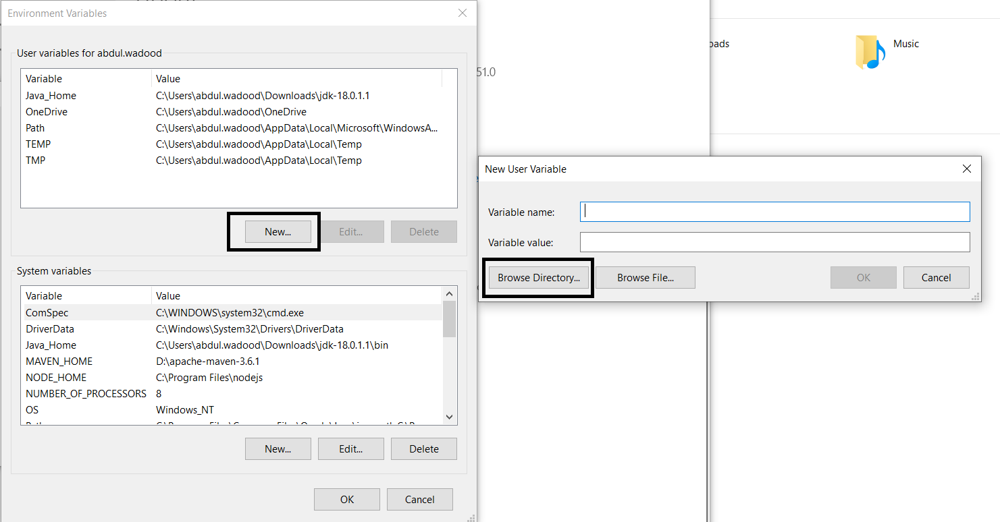 Environment Variables
User variables for abdul.wadood
Variable Value
Java_Home C:\Users\abdul.wadood\Downloads\jdk-18.0.1.1
OneDrive C:\Users\abdul.wadood\OneDrive
Path C:\Users\abdul.wadood\AppData\Local\Microsoft\WindowsA...
TEMP C:\Users\abdul.wadood\AppData\Local\Temp
TMP C:\Users\abdul.wadood\AppData\Local\Temp
New... Edit... Delete
System variables
Variable Value
ComSpec C:\WINDOWS\system32\cmd.exe
DriverData C:\Windows\System32\Drivers\DriverData
Java_Home C:\Users\abdul.wadood\Downloads\jdk-18.0.1.1\bin
MAVEN_HOME D:\apache-maven-3.6.1
NODE_HOME C:\Program Files\nodejs
NUMBER_OF_PROCESSORS 8
OS Windows_NT
New... Edit... Delete
OK Cancel
51.0
oads
Music
New User Variable
Variable name:
Variable value:
Browse Directory... Browse File... OK Cancel